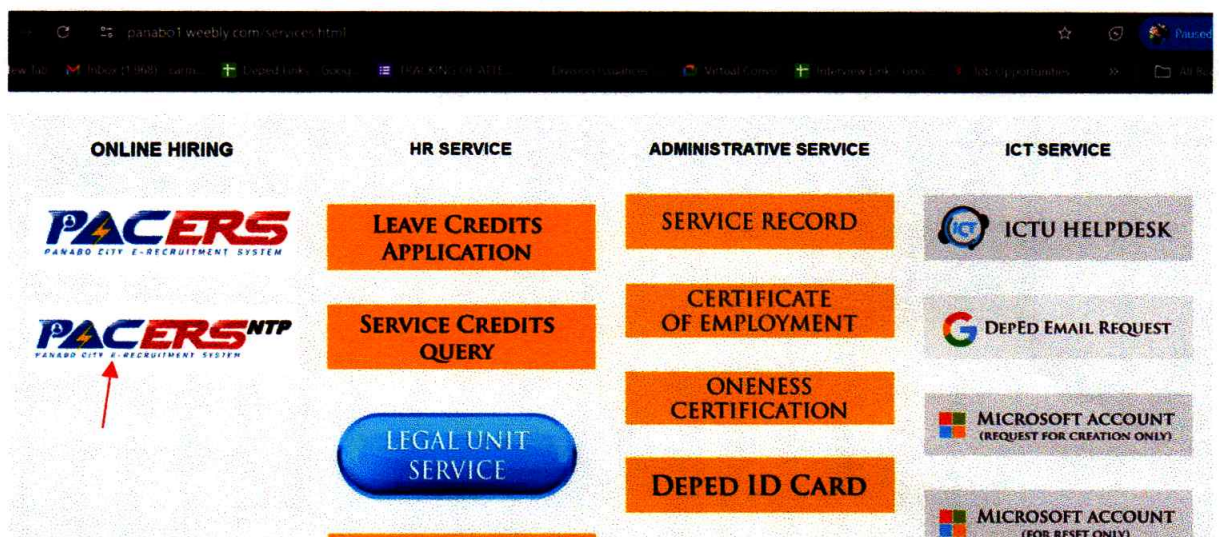 panabo1.weebly.com/services.html
Paused
ONLINE HIRING
PACERS
PANABO CITY E-RECRUITMENT SYSTEM
PACERS NTP
PANABO CITY E-RECRUITMENT SYSTEM
HR SERVICE
LEAVE CREDITS
APPLICATION
SERVICE CREDITS
QUERY
LEGAL UNIT
SERVICE
ADMINISTRATIVE SERVICE
SERVICE RECORD
CERTIFICATE
OF EMPLOYMENT
ONENESS
CERTIFICATION
DEPED ID CARD
ICT SERVICE
ICT
ICTU HELPDESK
DEPED EMAIL REQUEST
MICROSOFT ACCOUNT
(REQUEST FOR CREATION ONLY)
MICROSOFT ACCOUNT
(FOR RESET ONLY)